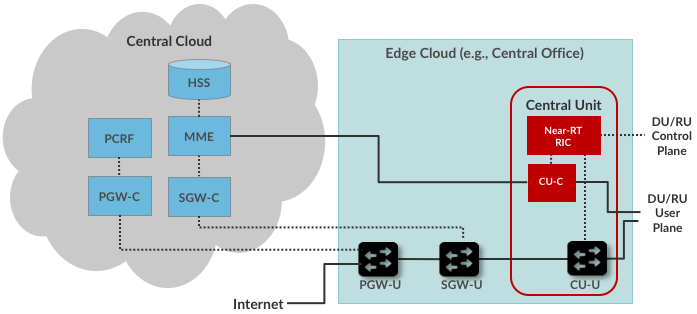 Central Cloud
HSS
PCRF
MME
PGW-C
SGW-C
Edge Cloud (e.g., Central Office)
Central Unit
Near-RT
RIC
CU-C
DU/RU
Control
Plane
DU/RU
User
Plane
PGW-U
SGW-U
CU-U
Internet